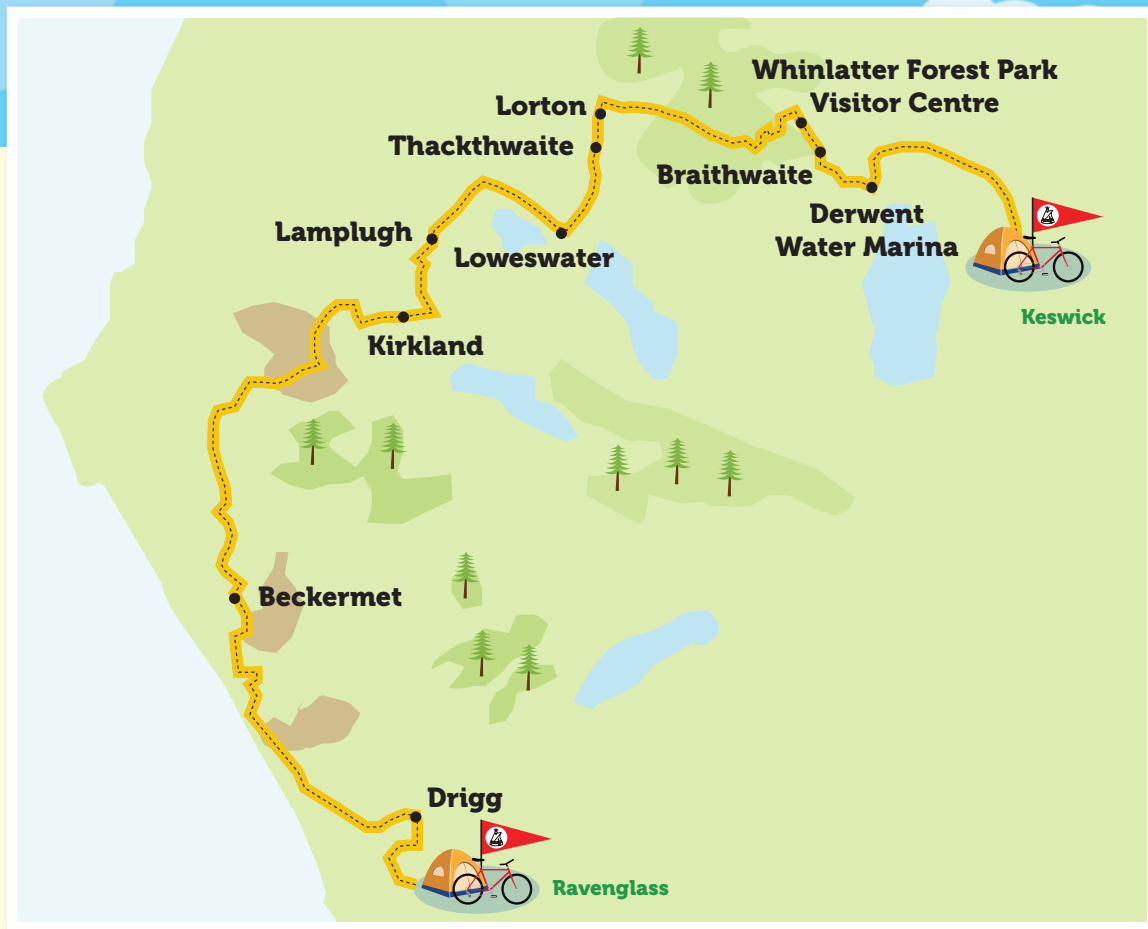 Whinlatter Forest Park
Visitor Centre
Lorton
Thackthwaite
Braithwaite
Derwent
Water Marina
Lamplugh
Loweswater
Keswick
Kirkland
Beckermet
Drigg
Ravenglass